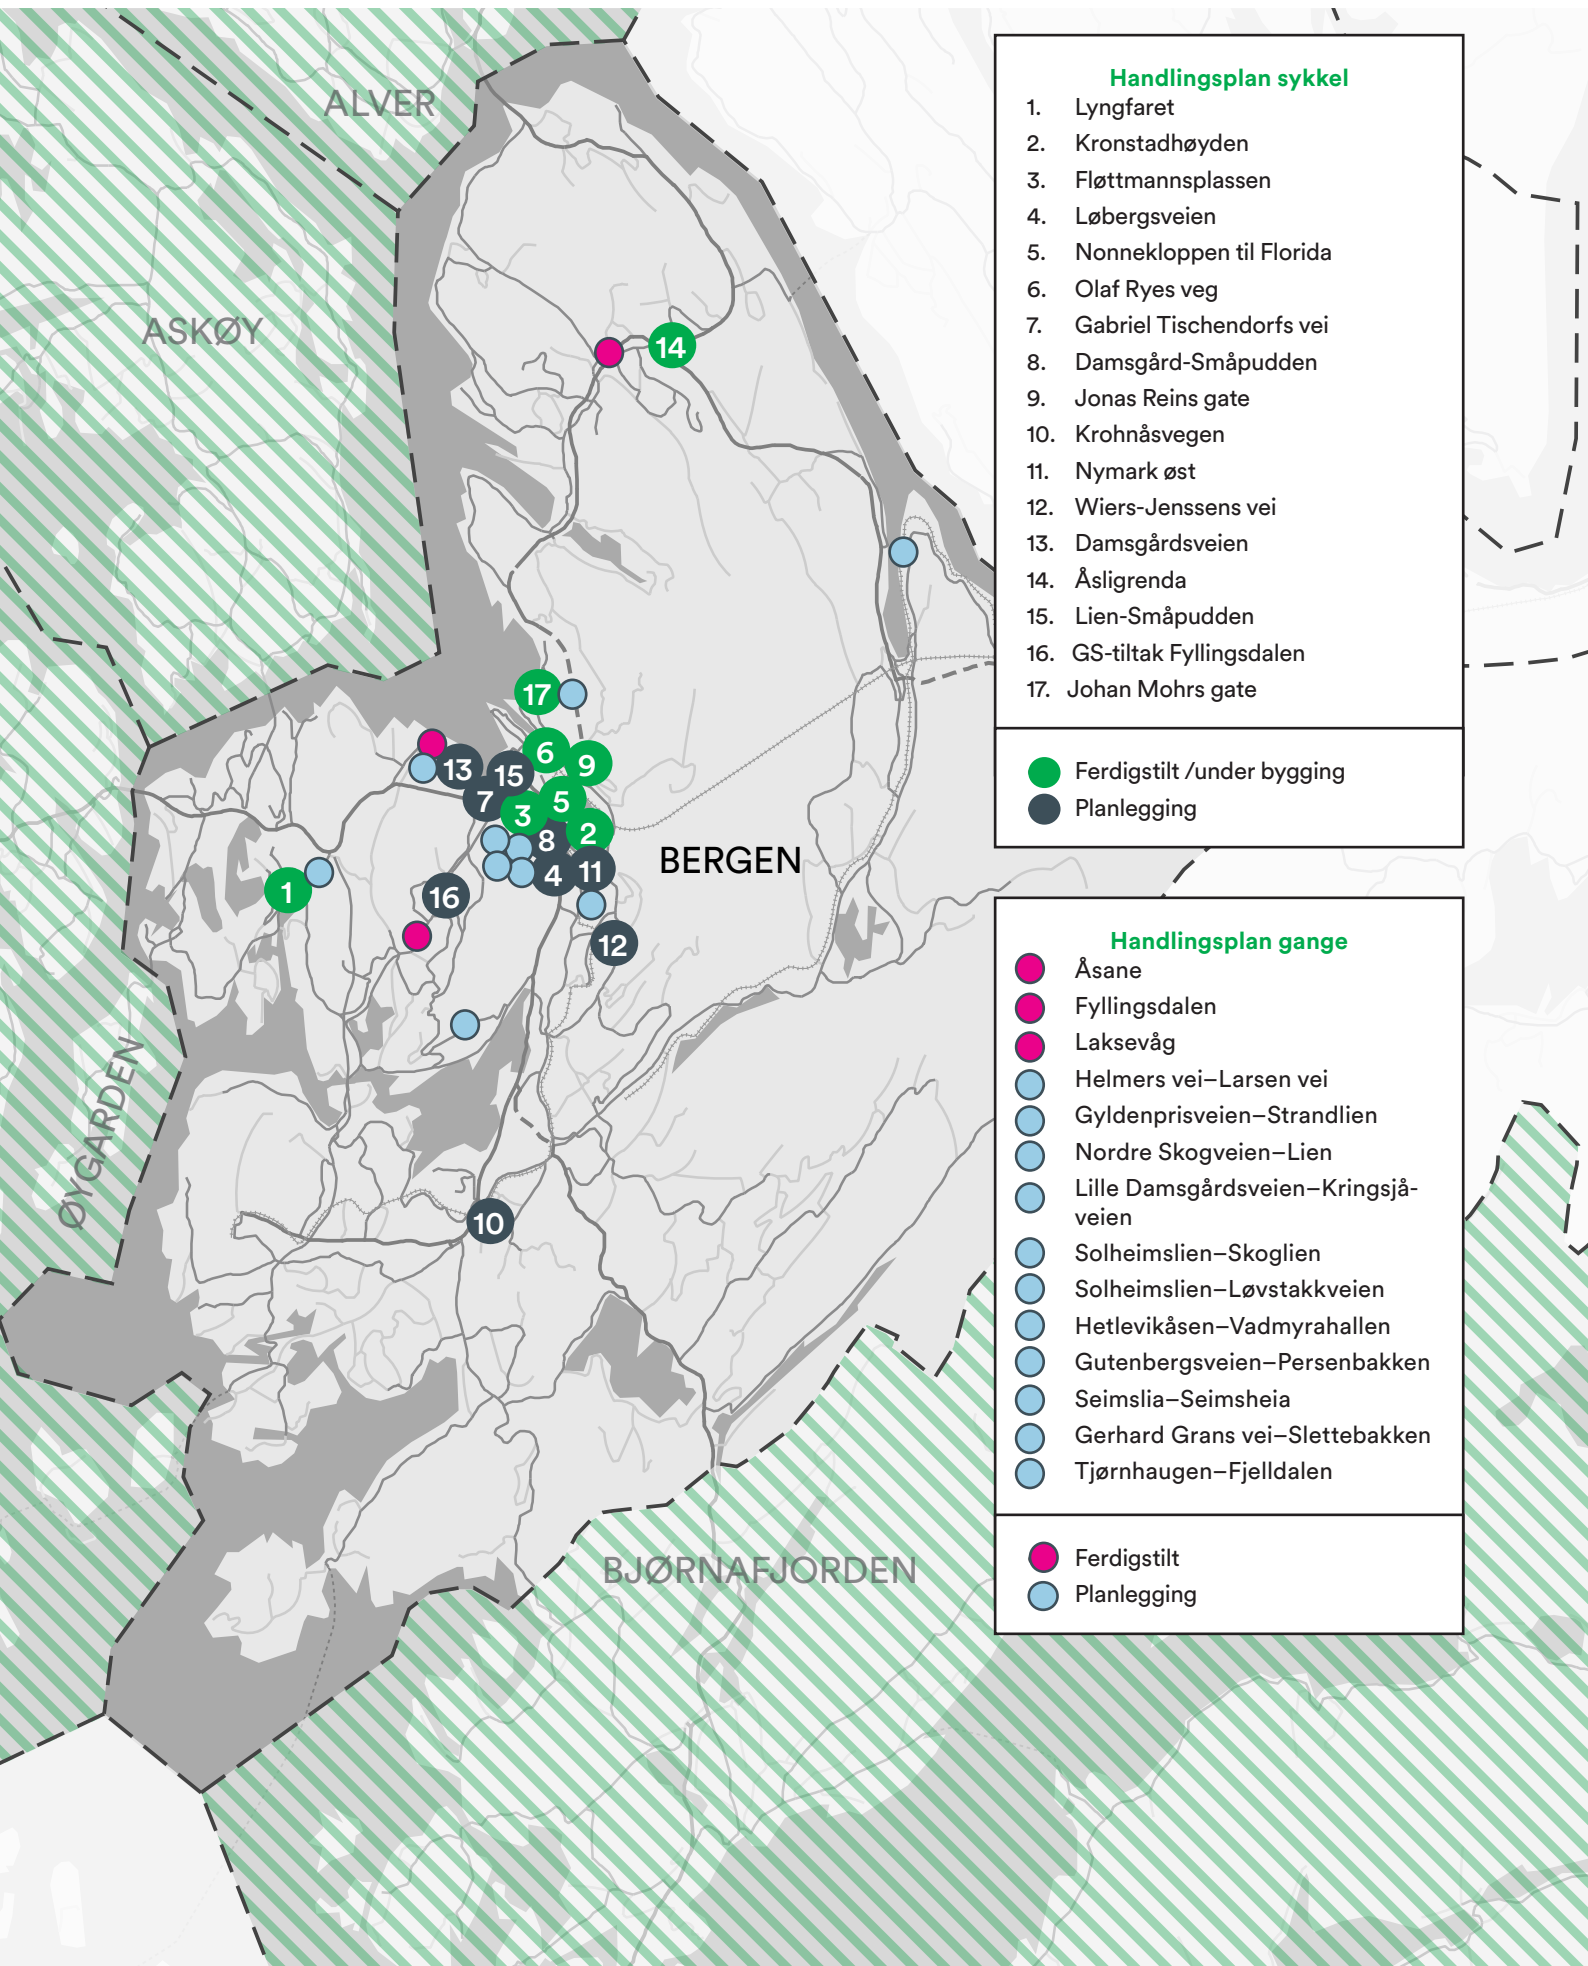 ALVER
ASKØY
ØYGARDEN
BERGEN
BJØRNAFJORDEN
14
17
6
9
13
15
7
3
5
2
8
4
11
1
16
12
10
Handlingsplan sykkel
1. Lyngfaret
2. Kronstadhøyden
3. Fløttmannsplassen
4. Løbergsveien
5. Nonnekloppen til Florida
6. Olaf Ryes veg
7. Gabriel Tischendorfs vei
8. Damsgård-Småpudden
9. Jonas Reins gate
10. Krohnåsvegen
11. Nymark øst
12. Wiers-Jenssens vei
13. Damsgårdsveien
14. Åsligrenda
15. Lien-Småpudden
16. GS-tiltak Fyllingsdalen
17. Johan Mohrs gate
Ferdigstilt /under bygging
Planlegging
Handlingsplan gange
Åsane
Fyllingsdalen
Laksevåg
Helmers vei–Larsen vei
Gyldenprisveien–Strandlien
Nordre Skogveien–Lien
Lille Damsgårdsveien–Kringsjå-
veien
Solheimslien–Skoglien
Solheimslien–Løvstakkveien
Hetlevikåsen–Vadmyrahallen
Gutenbergsveien–Persenbakken
Seimslia–Seimsheia
Gerhard Grans vei–Slettebakken
Tjørnhaugen–Fjelldalen
Ferdigstilt
Planlegging